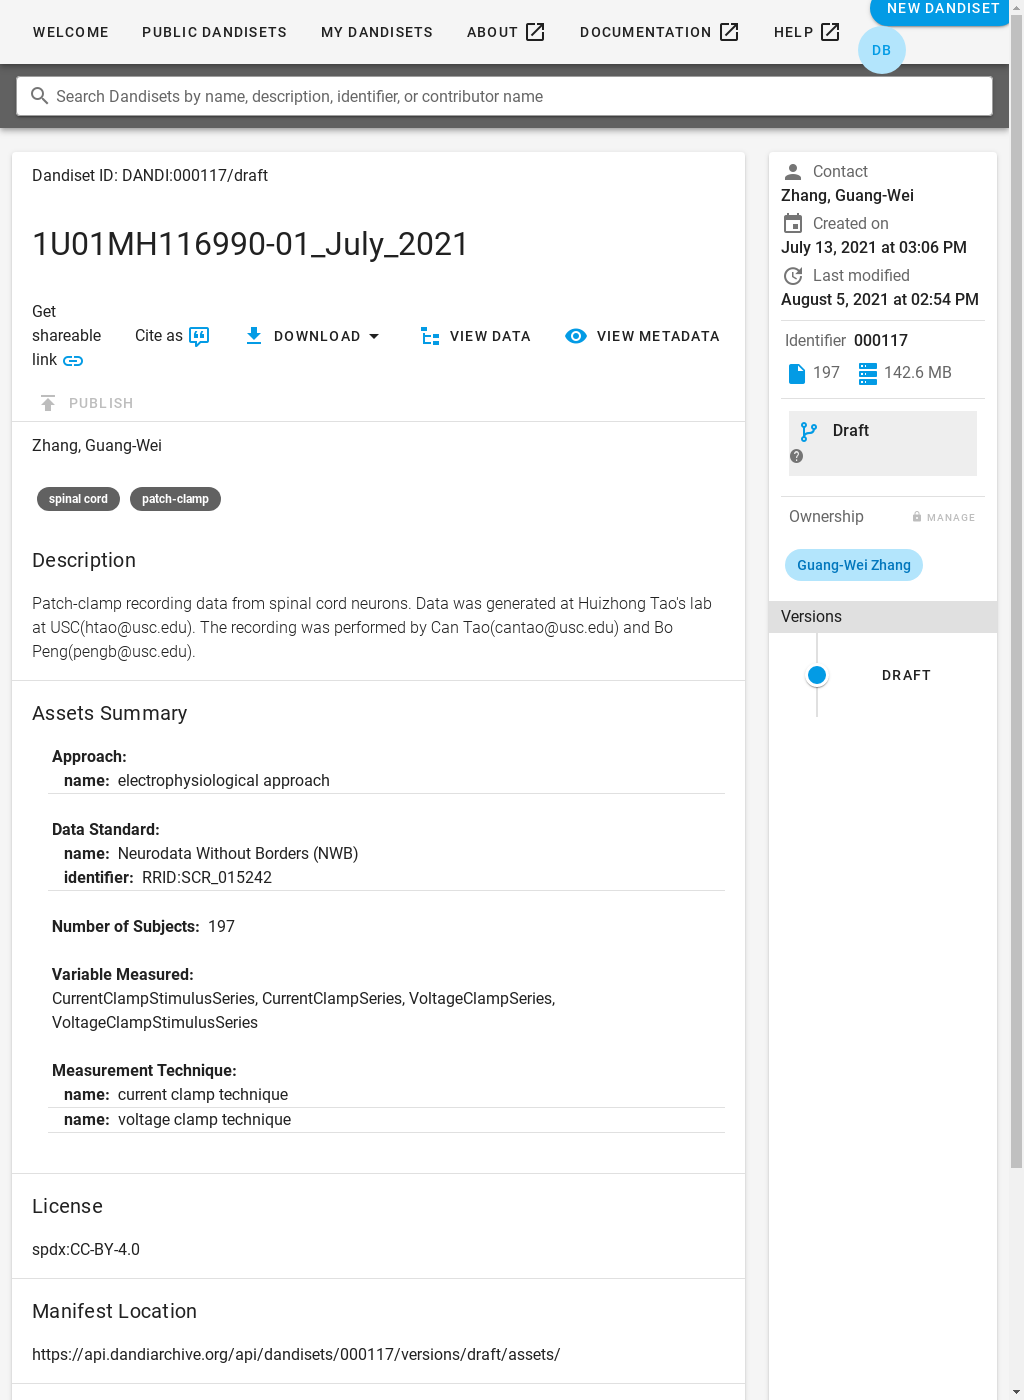 WELCOME
PUBLIC DANDISETS
MY DANDISETS
ABOUT
DOCUMENTATION
HELP
NEW DANDISET
DB
Search Dandisets by name, description, identifier, or contributor name
Dandiset ID: DANDI:000117/draft
1U01MH116990-01_July_2021
Get
shareable
link
Cite as
DOWNLOAD
VIEW DATA
VIEW METADATA
PUBLISH
Zhang, Guang-Wei
spinal cord
patch-clamp
Description
Patch-clamp recording data from spinal cord neurons. Data was generated at Huizhong Tao's lab
at USC(htao@usc.edu). The recording was performed by Can Tao(cantao@usc.edu) and Bo
Peng(pengb@usc.edu).
Assets Summary
Approach:
name: electrophysiological approach
Data Standard:
name: Neurodata Without Borders (NWB)
identifier: RRID:SCR_015242
Number of Subjects: 197
Variable Measured:
CurrentClampStimulusSeries, CurrentClampSeries, VoltageClampSeries,
VoltageClampStimulusSeries
Measurement Technique:
name: current clamp technique
name: voltage clamp technique
License
spdx:CC-BY-4.0
Manifest Location
https://api.dandiarchive.org/api/dandisets/000117/versions/draft/assets/
Contact
Zhang, Guang-Wei
Created on
July 13, 2021 at 03:06 PM
Last modified
August 5, 2021 at 02:54 PM
Identifier 000117
197
142.6 MB
Draft
Ownership
MANAGE
Guang-Wei Zhang
Versions
DRAFT